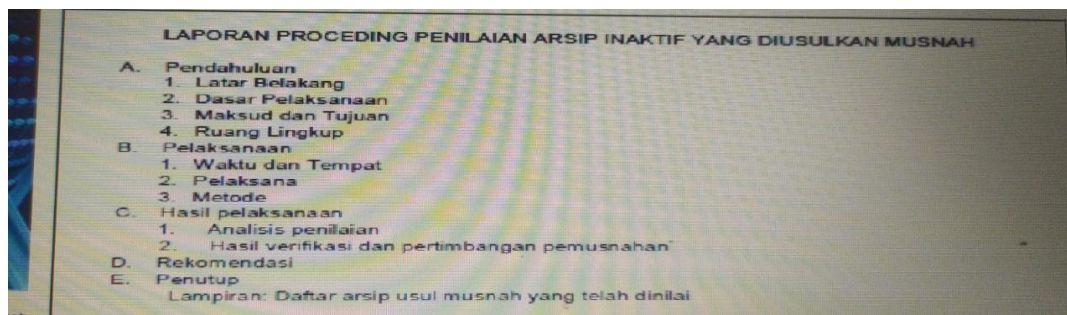 LAPORAN PROCEDING PENILAIAN ARSIP INAKTIF YANG DIUSULKAN MUSNAH
A. Pendahuluan
1. Latar Belakang
2. Dasar Pelaksanaan
3. Maksud dan Tujuan
4. Ruang Lingkup
B. Pelaksanaan
1. Waktu dan Tempat
2. Pelaksana
3. Metode
C. Hasil pelaksanaan
1. Analisis penilaian
2. Hasil verifikasi dan pertimbangan pemusnahan
D. Rekomendasi
E. Penutup
Lampiran: Daftar arsip usul musnah yang telah dinilai